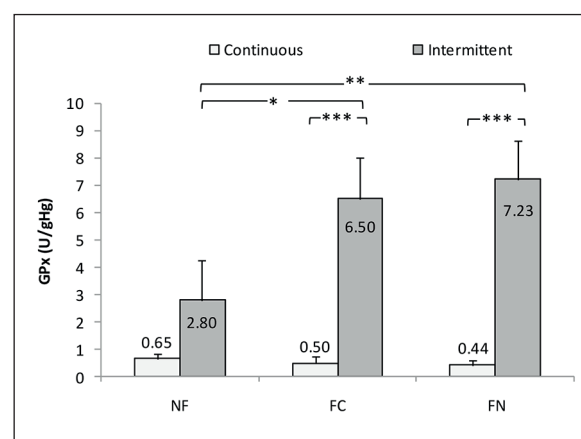 Continuous Intermittent
**
* *** ***
10
9
8
7
6
5
4
3
2
1
0
GPx (U/gHg)
0.65 2.80 0.50 6.50 0.44 7.23
NF FC FN